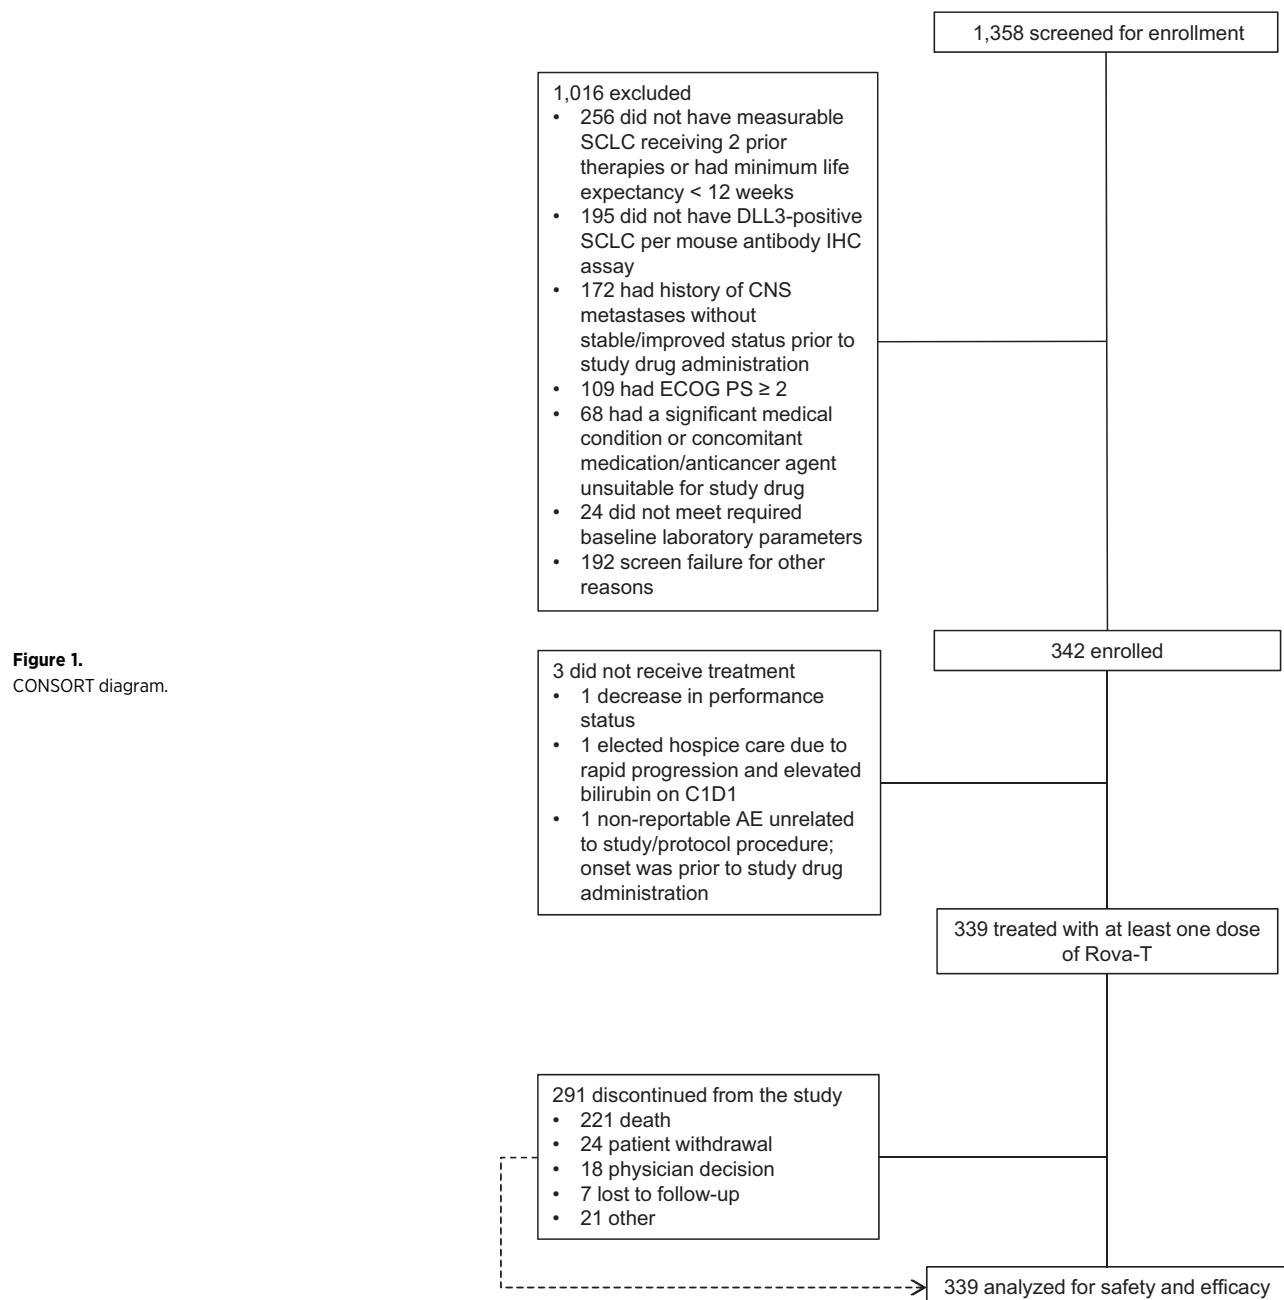 1,358 screened for enrollment
1,016 excluded
• 256 did not have measurable
SCLC receiving 2 prior
therapies or had minimum life
expectancy < 12 weeks
• 195 did not have DLL3-positive
SCLC per mouse antibody IHC
assay
• 172 had history of CNS
metastases without
stable/improved status prior to
study drug administration
• 109 had ECOG PS ≥ 2
• 68 had a significant medical
condition or concomitant
medication/anticancer agent
unsuitable for study drug
• 24 did not meet required
baseline laboratory parameters
• 192 screen failure for other
reasons
342 enrolled
Figure 1.
CONSORT diagram.
3 did not receive treatment
• 1 decrease in performance
status
• 1 elected hospice care due to
rapid progression and elevated
bilirubin on C1D1
• 1 non-reportable AE unrelated
to study/protocol procedure;
onset was prior to study drug
administration
339 treated with at least one dose
of Rova-T
291 discontinued from the study
• 221 death
• 24 patient withdrawal
• 18 physician decision
• 7 lost to follow-up
• 21 other
339 analyzed for safety and efficacy